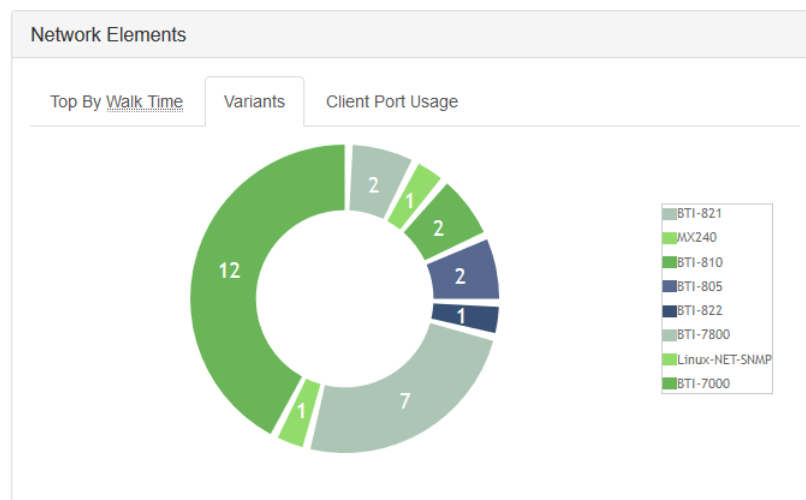 Network Elements
Top By Walk Time
Variants
Client Port Usage
2
1
2
2
1
7
1
12
BTI-821
MX240
BTI-810
BTI-805
BTI-822
BTI-7800
Linux-NET-SNMP
BTI-7000